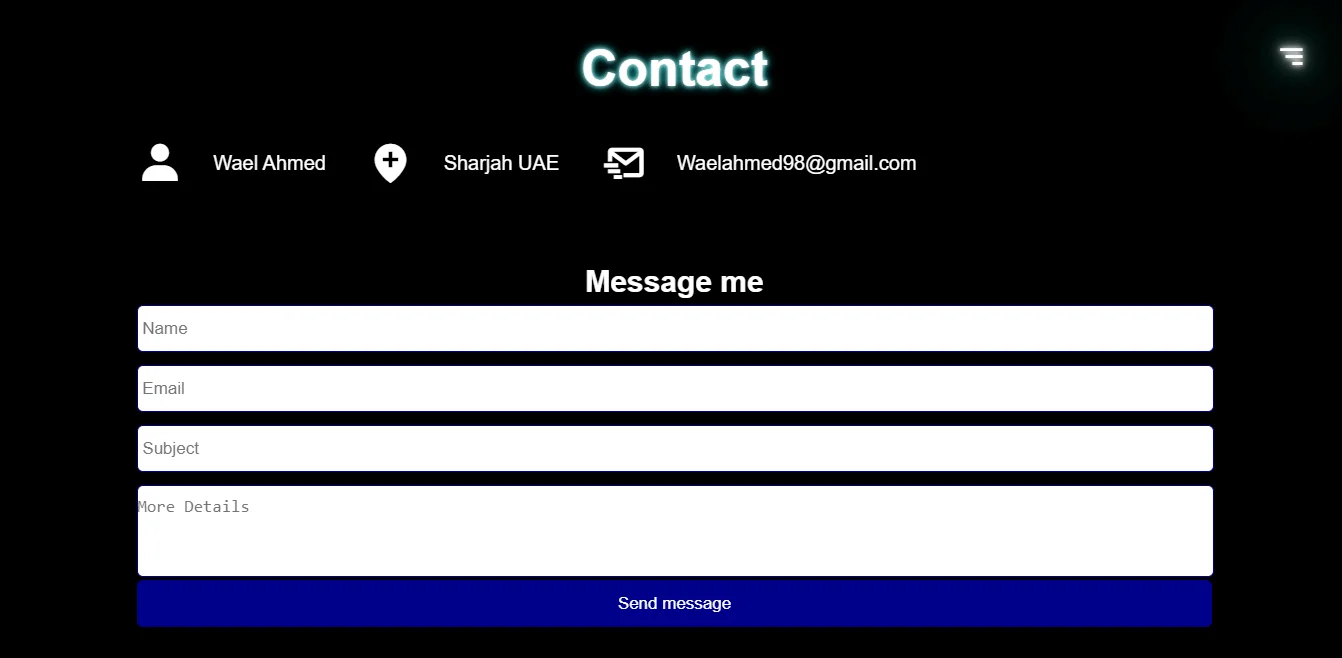 Contact
Wael Ahmed Sharjah UAE Waelahmed98@gmail.com
Message me
Name
Email
Subject
More Details
Send message